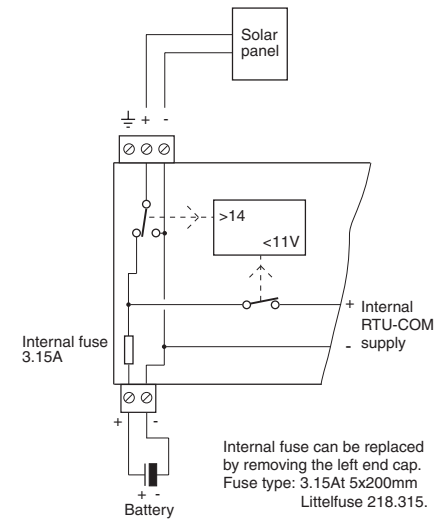 Solar
panel
+ -
>14
<11V
+ Internal
RTU-COM
- supply
Internal fuse
3.15A
+ -
+ -
Battery
Internal fuse can be replaced
by removing the left end cap.
Fuse type: 3.15At 5x200mm
Littelfuse 218.315.